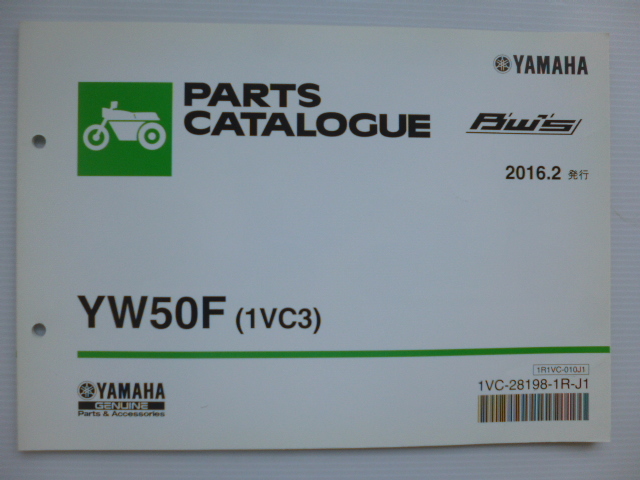 YAMAHA
PARTS
CATALOGUE
B'W'S
2016.2 発行
YW50F (1VC3)
YAMAHA
GENUINE
Parts & Accessories
1R1VC-010J1
1VC-28198-1R-J1